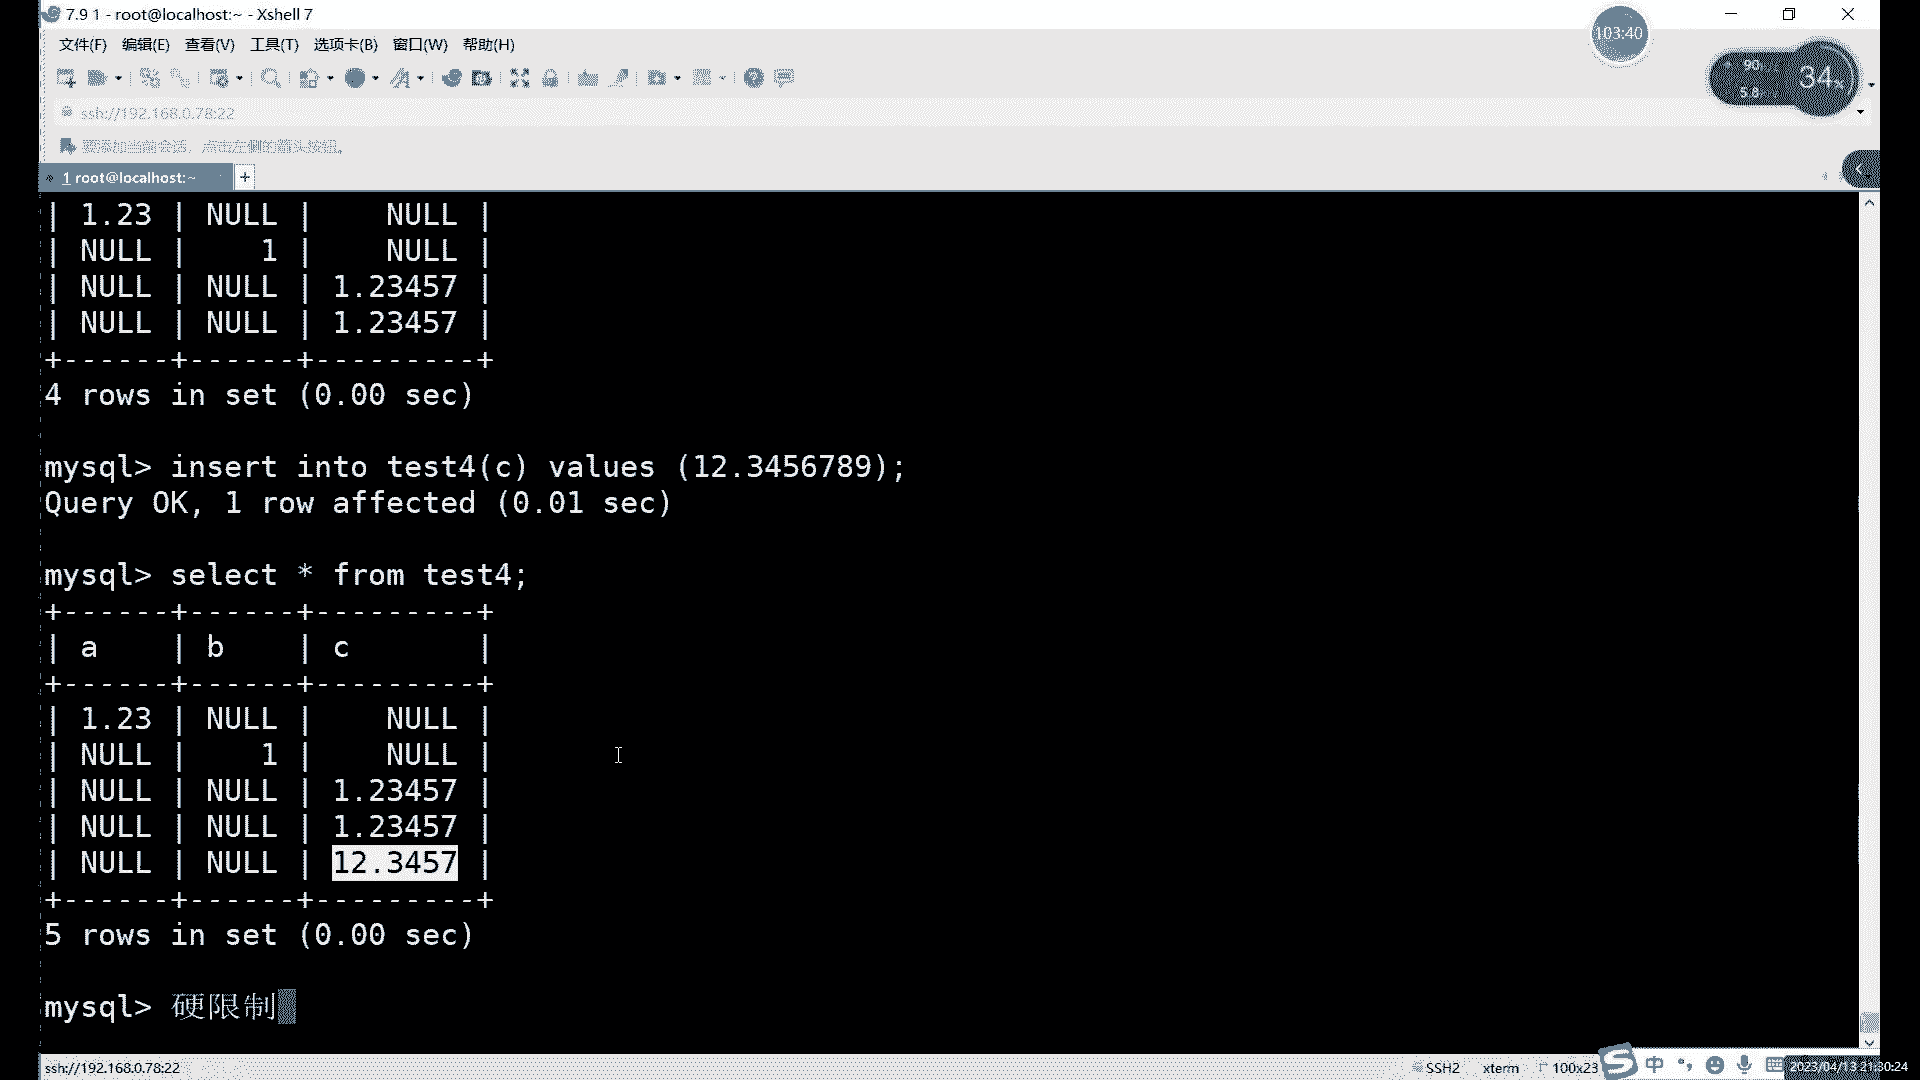 7.9 1 - root@localhost:~ - Xshell 7
103:40
文件(F) 编辑(E) 查看(V) 工具(T) 选项卡(B) 窗口(W) 帮助(H)
90
5.8
34%
ssh://192.168.0.78:22
要添加当前会话，点击左侧的箭头按钮。
1 root@localhost:~ +
| 1.23 | NULL |    NULL |
| NULL |    1 |    NULL |
| NULL | NULL | 1.23457 |
| NULL | NULL | 1.23457 |
+------+------+---------+
4 rows in set (0.00 sec)
mysql> insert into test4(c) values (12.3456789);
Query OK, 1 row affected (0.01 sec)
mysql> select * from test4;
+------+------+---------+
| a    | b    | c       |
+------+------+---------+
| 1.23 | NULL |    NULL |
| NULL |    1 |    NULL |
| NULL | NULL | 1.23457 |
| NULL | NULL | 1.23457 |
| NULL | NULL | 12.3457 |
+------+------+---------+
5 rows in set (0.00 sec)
mysql> 硬限制
ssh://192.168.0.78:22 SSH2 xterm 100x23 中 2023/04/13 21:30:24